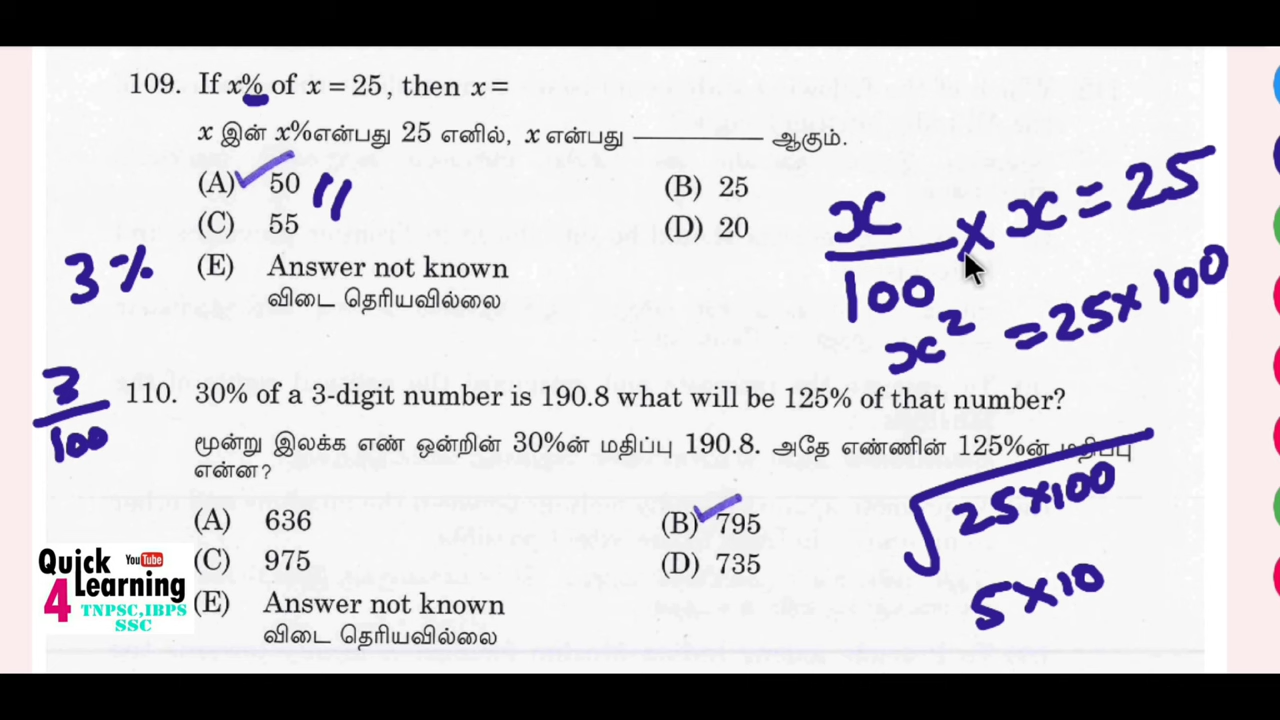 109. If x% of x = 25, then x =
x இன் x% என்பது 25 எனில், x என்பது ________ ஆகும்.
(A) 50 (B) 25
(C) 55 (D) 20
(E) Answer not known
விடை தெரியவில்லை
3%
3/100
x/100 × x = 25
x² = 25×100
110. 30% of a 3-digit number is 190.8 what will be 125% of that number?
மூன்று இலக்க எண் ஒன்றின் 30%ன் மதிப்பு 190.8. அதே எண்ணின் 125%ன் மதிப்பு
என்ன?
(A) 636 (B) 795
(C) 975 (D) 735
(E) Answer not known
விடை தெரியவில்லை
√25×100
5×10
Quick
You Tube
4 Learning
TNPSC,IBPS
SSC